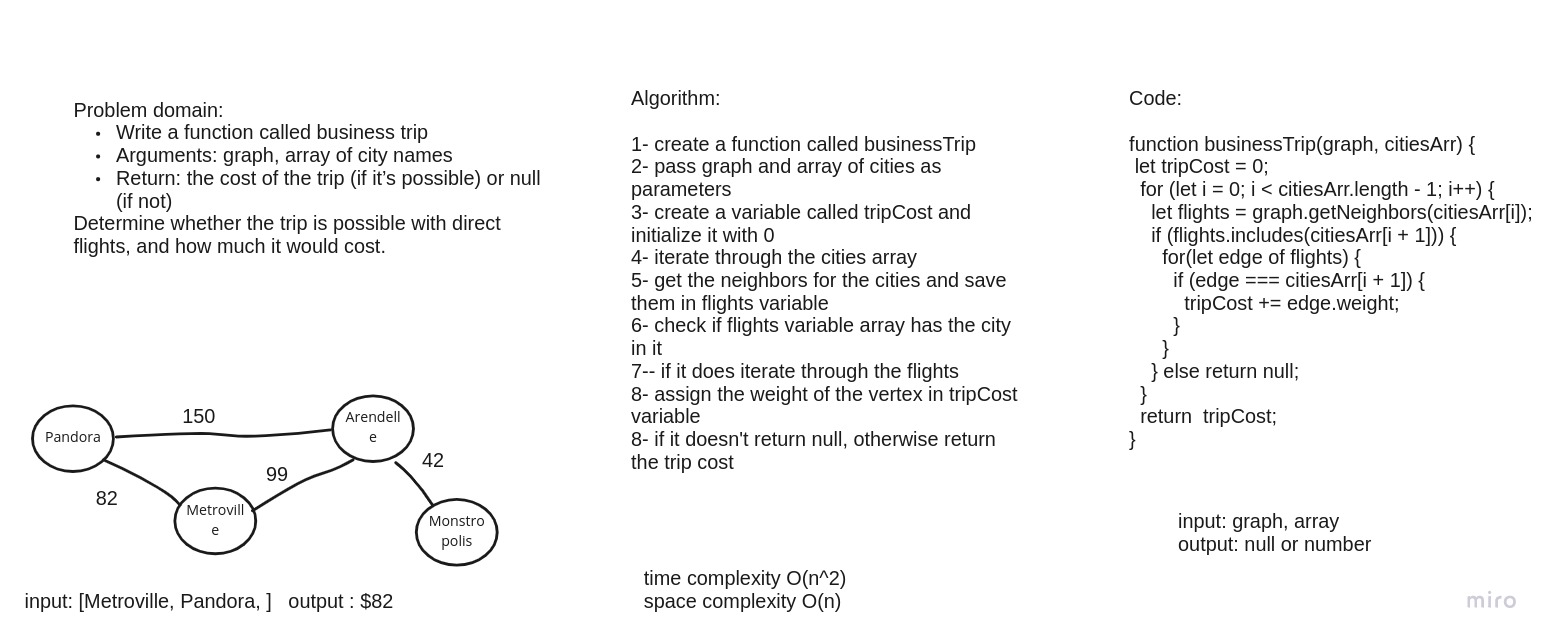 Problem domain:
• Write a function called business trip
• Arguments: graph, array of city names
• Return: the cost of the trip (if it’s possible) or null
(if not)
Determine whether the trip is possible with direct
flights, and how much it would cost.
Pandora
150
Arendell
e
82
99
42
Metrovill
e
Monstro
polis
input: [Metroville, Pandora, ]   output : $82
Algorithm:
1- create a function called businessTrip
2- pass graph and array of cities as
parameters
3- create a variable called tripCost and
initialize it with 0
4- iterate through the cities array
5- get the neighbors for the cities and save
them in flights variable
6- check if flights variable array has the city
in it
7-- if it does iterate through the flights
8- assign the weight of the vertex in tripCost
variable
8- if it doesn't return null, otherwise return
the trip cost
time complexity O(n^2)
space complexity O(n)
Code:
function businessTrip(graph, citiesArr) {
let tripCost = 0;
for (let i = 0; i < citiesArr.length - 1; i++) {
let flights = graph.getNeighbors(citiesArr[i]);
if (flights.includes(citiesArr[i + 1])) {
for(let edge of flights) {
if (edge === citiesArr[i + 1]) {
tripCost += edge.weight;
}
}
} else return null;
}
return  tripCost;
}
input: graph, array
output: null or number
miro